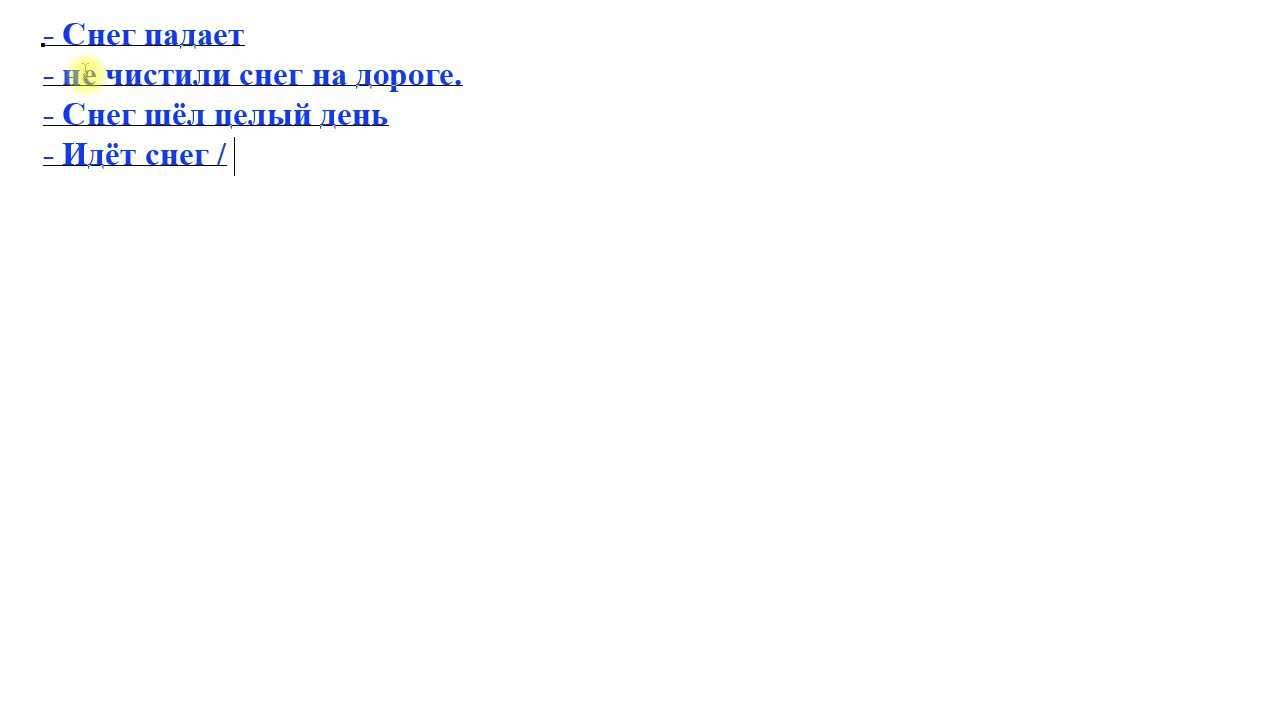 - Снег падает
- не чистили снег на дороге.
- Снег шёл целый день
- Идёт снег /